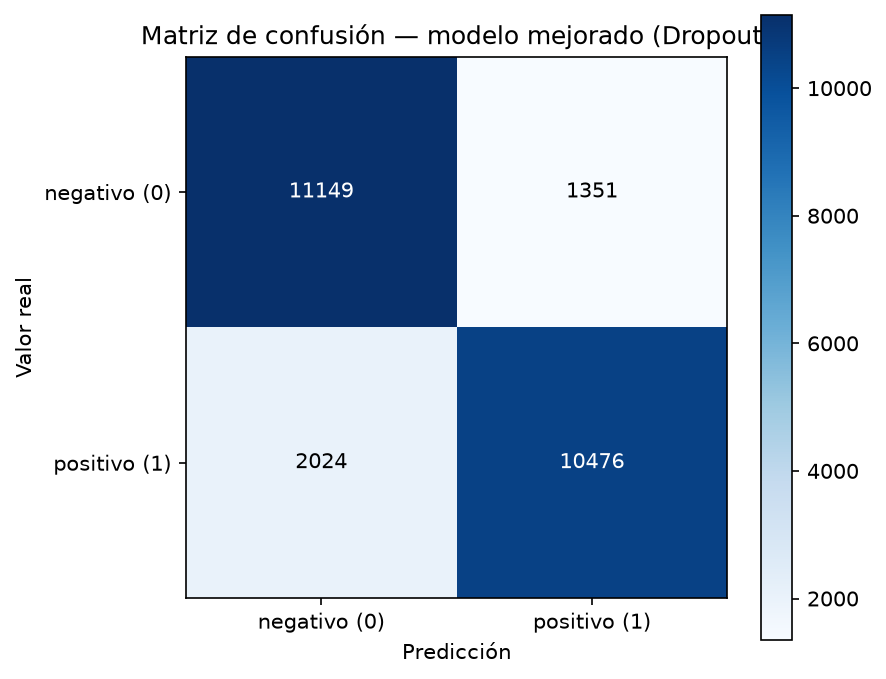 Matriz de confusión — modelo mejorado (Dropout
10000
8000
6000
4000
2000
Valor real
negativo (0)
11149
1351
positivo (1)
2024
10476
negativo (0)
positivo (1)
Predicción